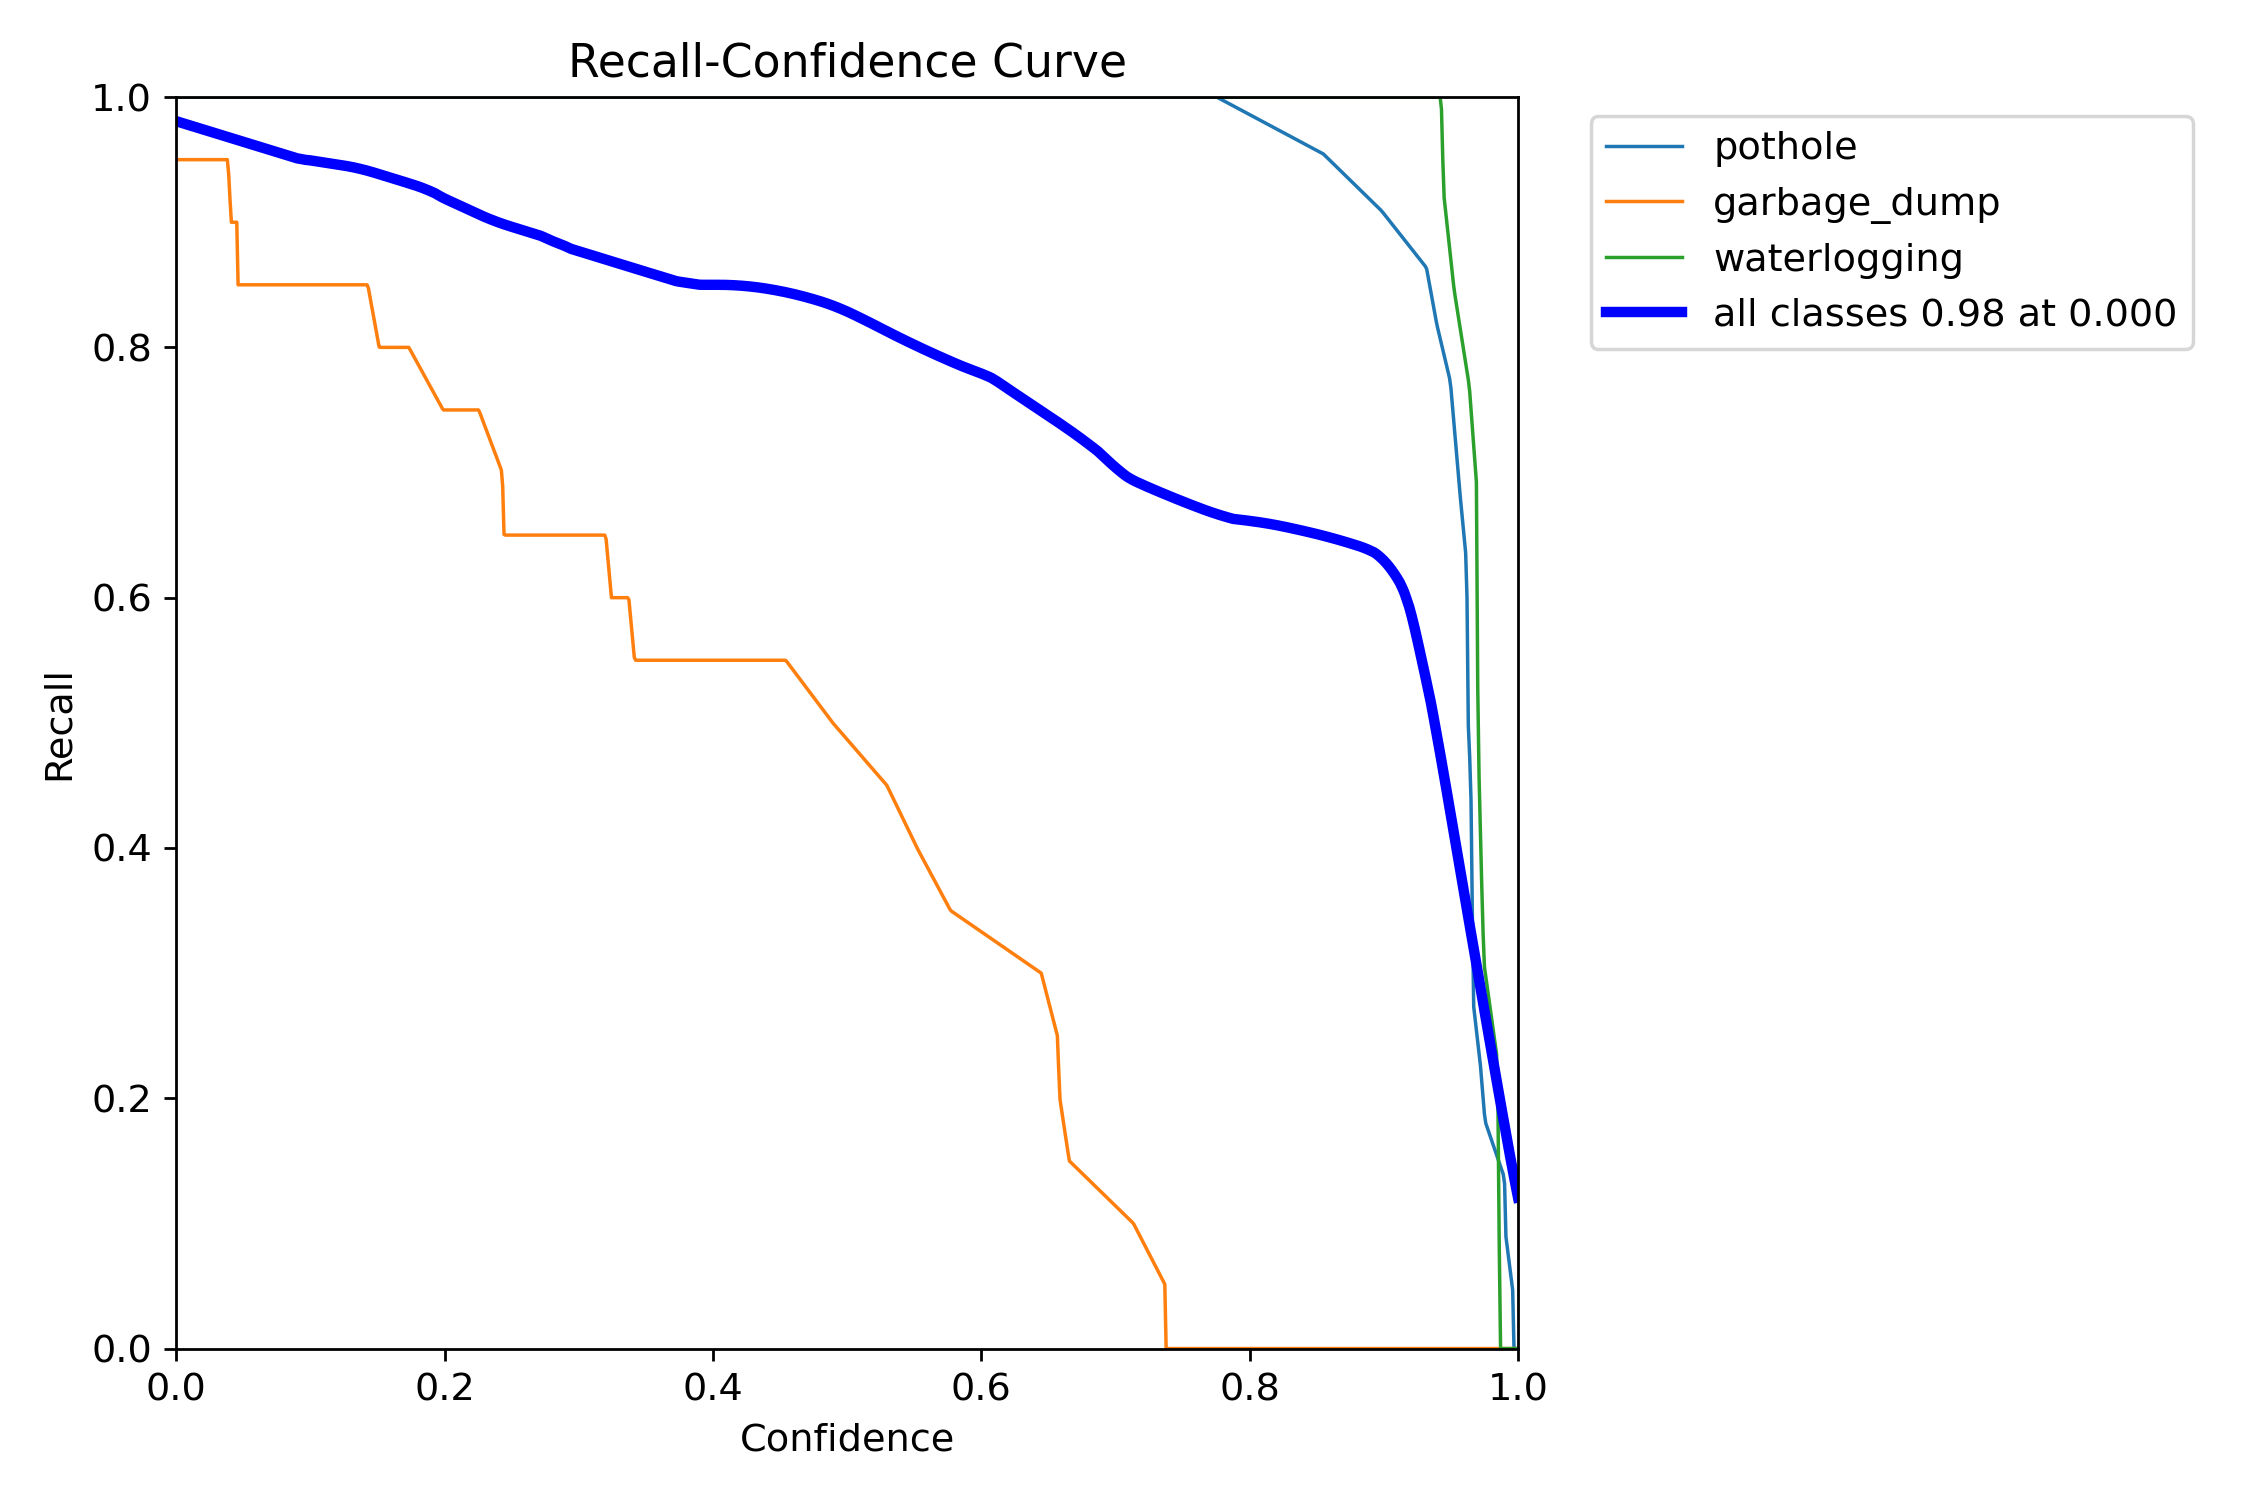 Recall-Confidence Curve
1.0
0.8
0.6
0.4
0.2
0.0
Recall
0.0 0.2 0.4 0.6 0.8 1.0
Confidence
pothole
garbage_dump
waterlogging
all classes 0.98 at 0.000